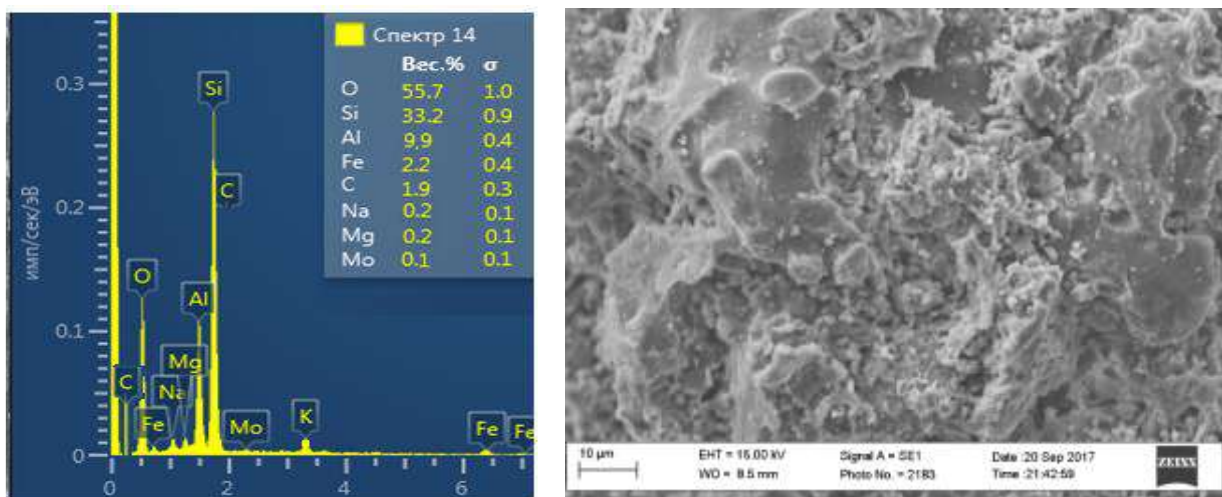 Спектр 14
Вес.% σ
O 55.7 1.0
Si 33.2 0.9
Al 9.9 0.4
Fe 2.2 0.4
C 1.9 0.3
Na 0.2 0.1
Mg 0.2 0.1
Mo 0.1 0.1
имп/сек/эВ
0.3
0.2
0.1
0
Si
C
O
Al
Mg
C
Na
Fe
Mo
K
Fe
Fe
0 2 4 6
10 µm
EHT = 15.00 kV
WD = 8.5 mm
Signal A = SE1
Photo No. = 2183
Date :20 Sep 2017
Time :21:42:59
ZEISS